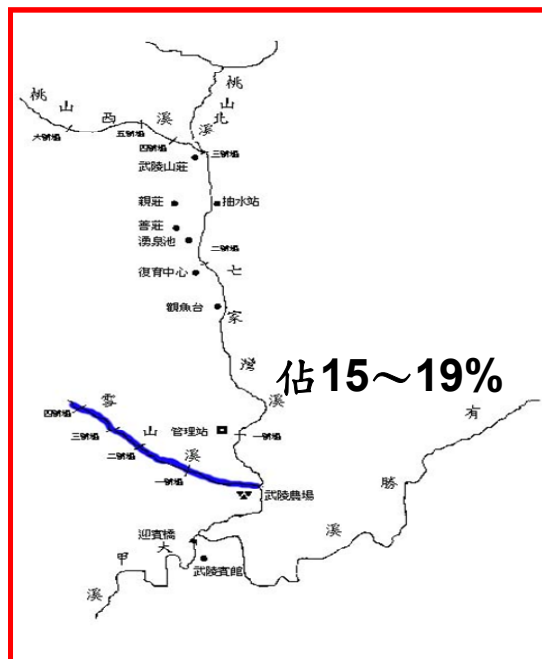 桃山北溪
桃山西溪
六號壩
五號壩
四號壩
三號壩
武陵山莊
觀莊
抽水站
善莊
湧泉池
二號壩
復育中心
七家灣溪
觀魚台
佔15～19%
有勝溪
雪山溪
四號壩
三號壩
二號壩
一號壩
管理站
一號壩
武陵農場
迎賓橋
大甲溪
武陵賓館